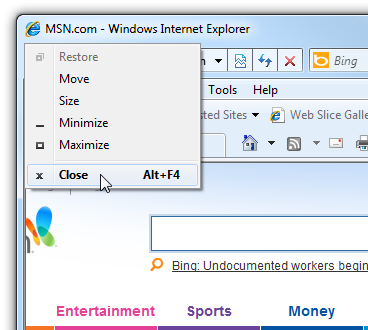 MSN.com - Windows Internet Explorer
Restore
Move
Size
Minimize
Maximize
Close Alt+F4
Bing
Tools Help
sted Sites Web Slice Galle
Bing: Undocumented workers begin
Entertainment Sports Money